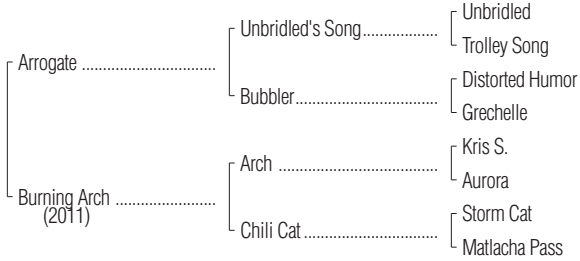 Unbridled
Unbridled's Song..................
Trolley Song
Arrogate ................................
Distorted Humor
Bubbler...................................
Grechelle
Kris S.
Arch .......................................
Aurora
Burning Arch ........................
(2011)
Storm Cat
Chili Cat.................................
Matlacha Pass